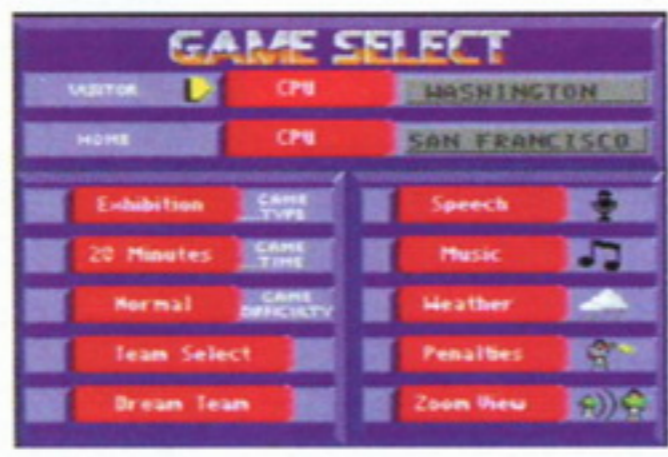 GAME SELECT
VISITOR CPU WASHINGTON
HOME CPU SAN FRANCISCO
Exhibition GAME TYPE
20 Minutes GAME TIME
Normal GAME DIFFICULTY
Team Select
Dream Team
Speech
Music
Weather
Penalties
Zoom View